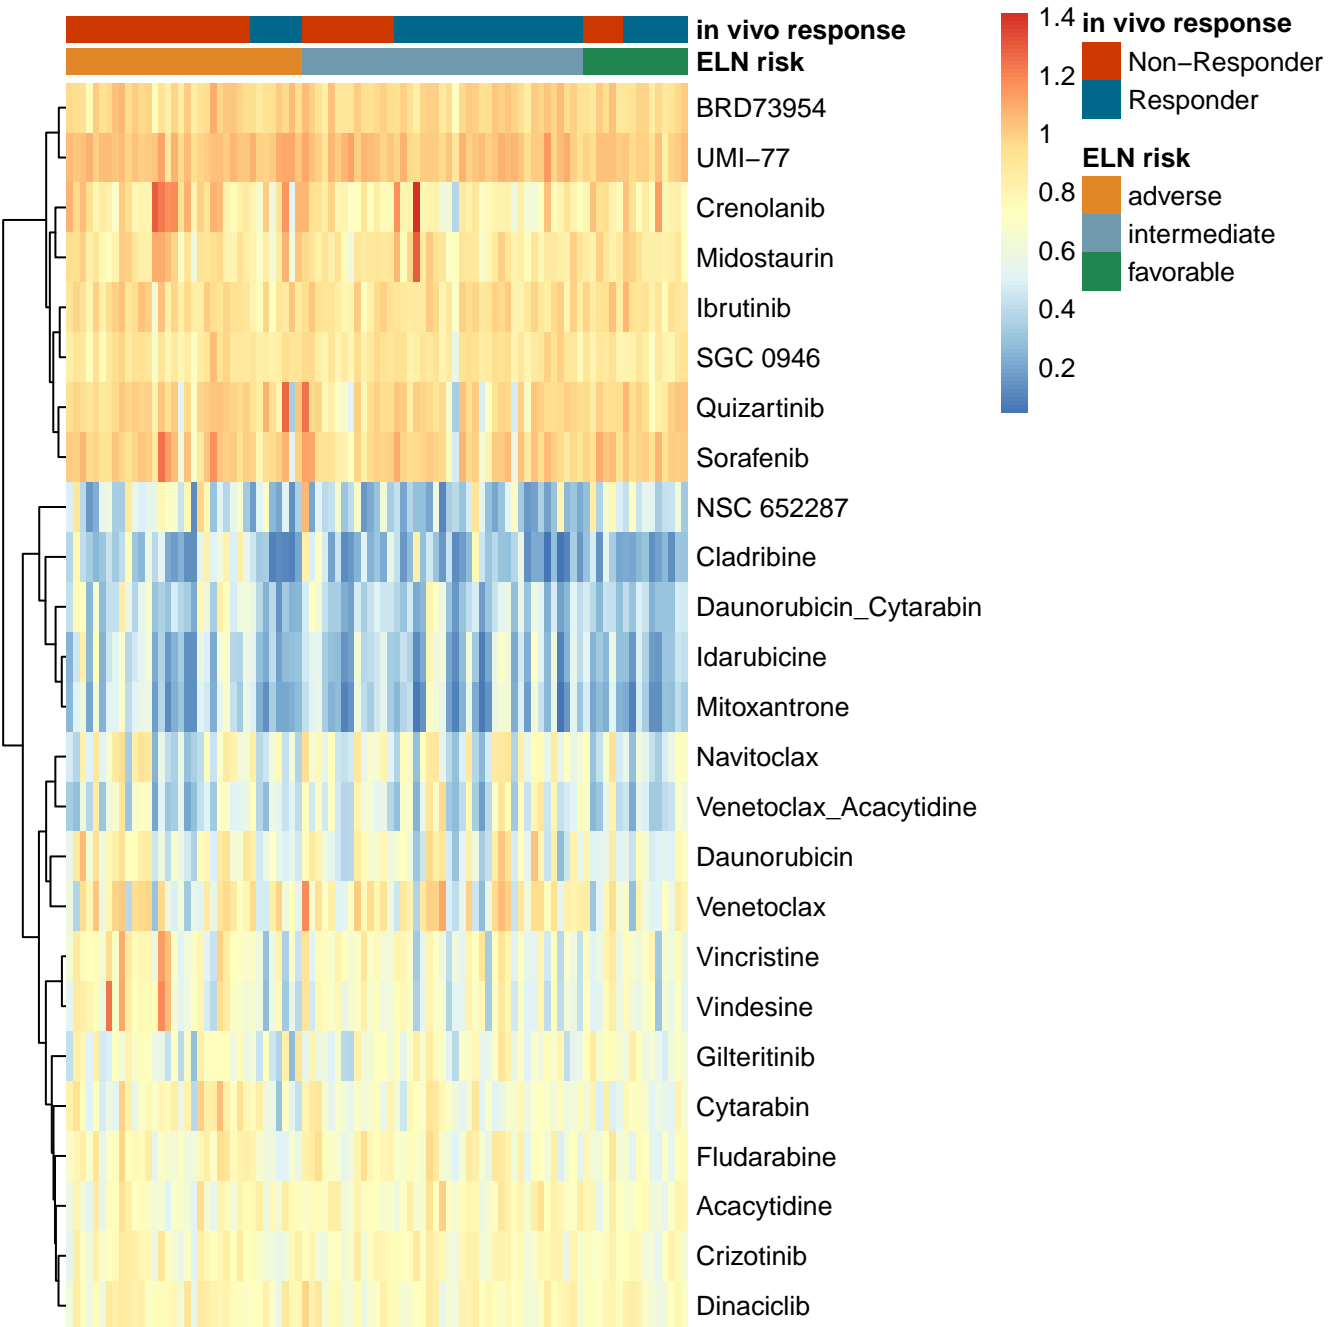 in vivo response
ELN risk
BRD73954
UMI−77
Crenolanib
Midostaurin
Ibrutinib
SGC 0946
Quizartinib
Sorafenib
NSC 652287
Cladribine
Daunorubicin_Cytarabin
Idarubicine
Mitoxantrone
Navitoclax
Venetoclax_Acacytidine
Daunorubicin
Venetoclax
Vincristine
Vindesine
Gilteritinib
Cytarabin
Fludarabine
Acacytidine
Crizotinib
Dinaciclib
1.4
1.2
1
0.8
0.6
0.4
0.2
in vivo response
Non−Responder
Responder
ELN risk
adverse
intermediate
favorable